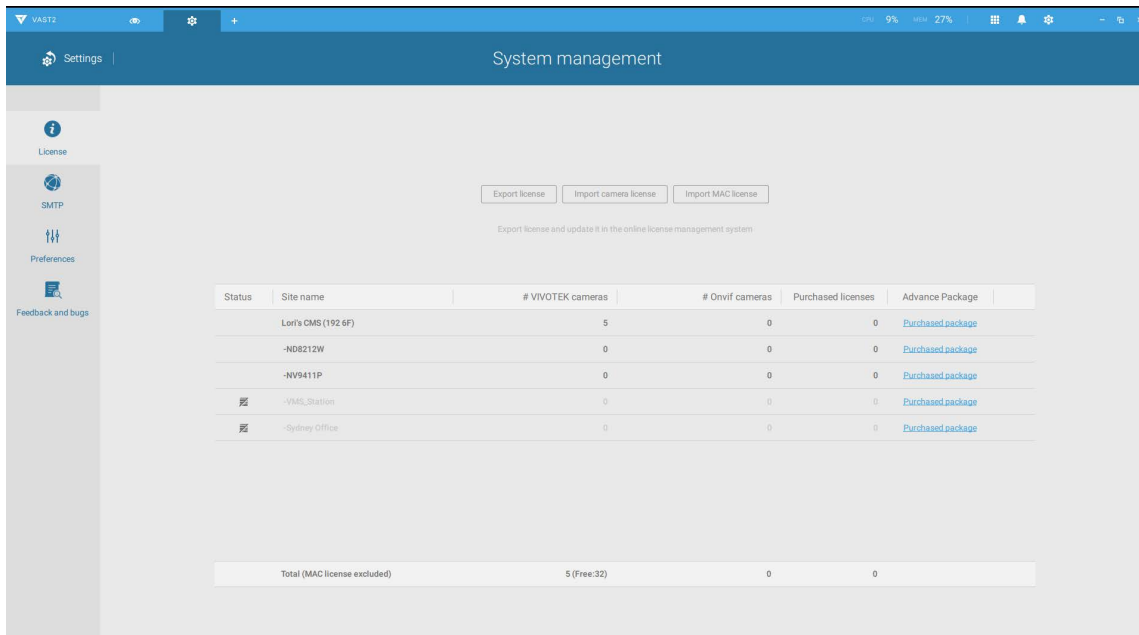 VAST2 CPU 9% MEM 27%
Settings System management
License
SMTP
Preferences
Feedback and bugs
Export license Import camera license Import MAC license
Export license and update it in the online license management system
Status Site name # VIVOTEK cameras # Onvif cameras Purchased licenses Advance Package
Lori's CMS (192 6F) 5 0 0 Purchased package
-ND8212W 0 0 0 Purchased package
-NV9411P 0 0 0 Purchased package
-VMS_Station 0 0 0 Purchased package
-Sydney Office 0 0 0 Purchased package
Total (MAC license excluded) 5 (Free:32) 0 0